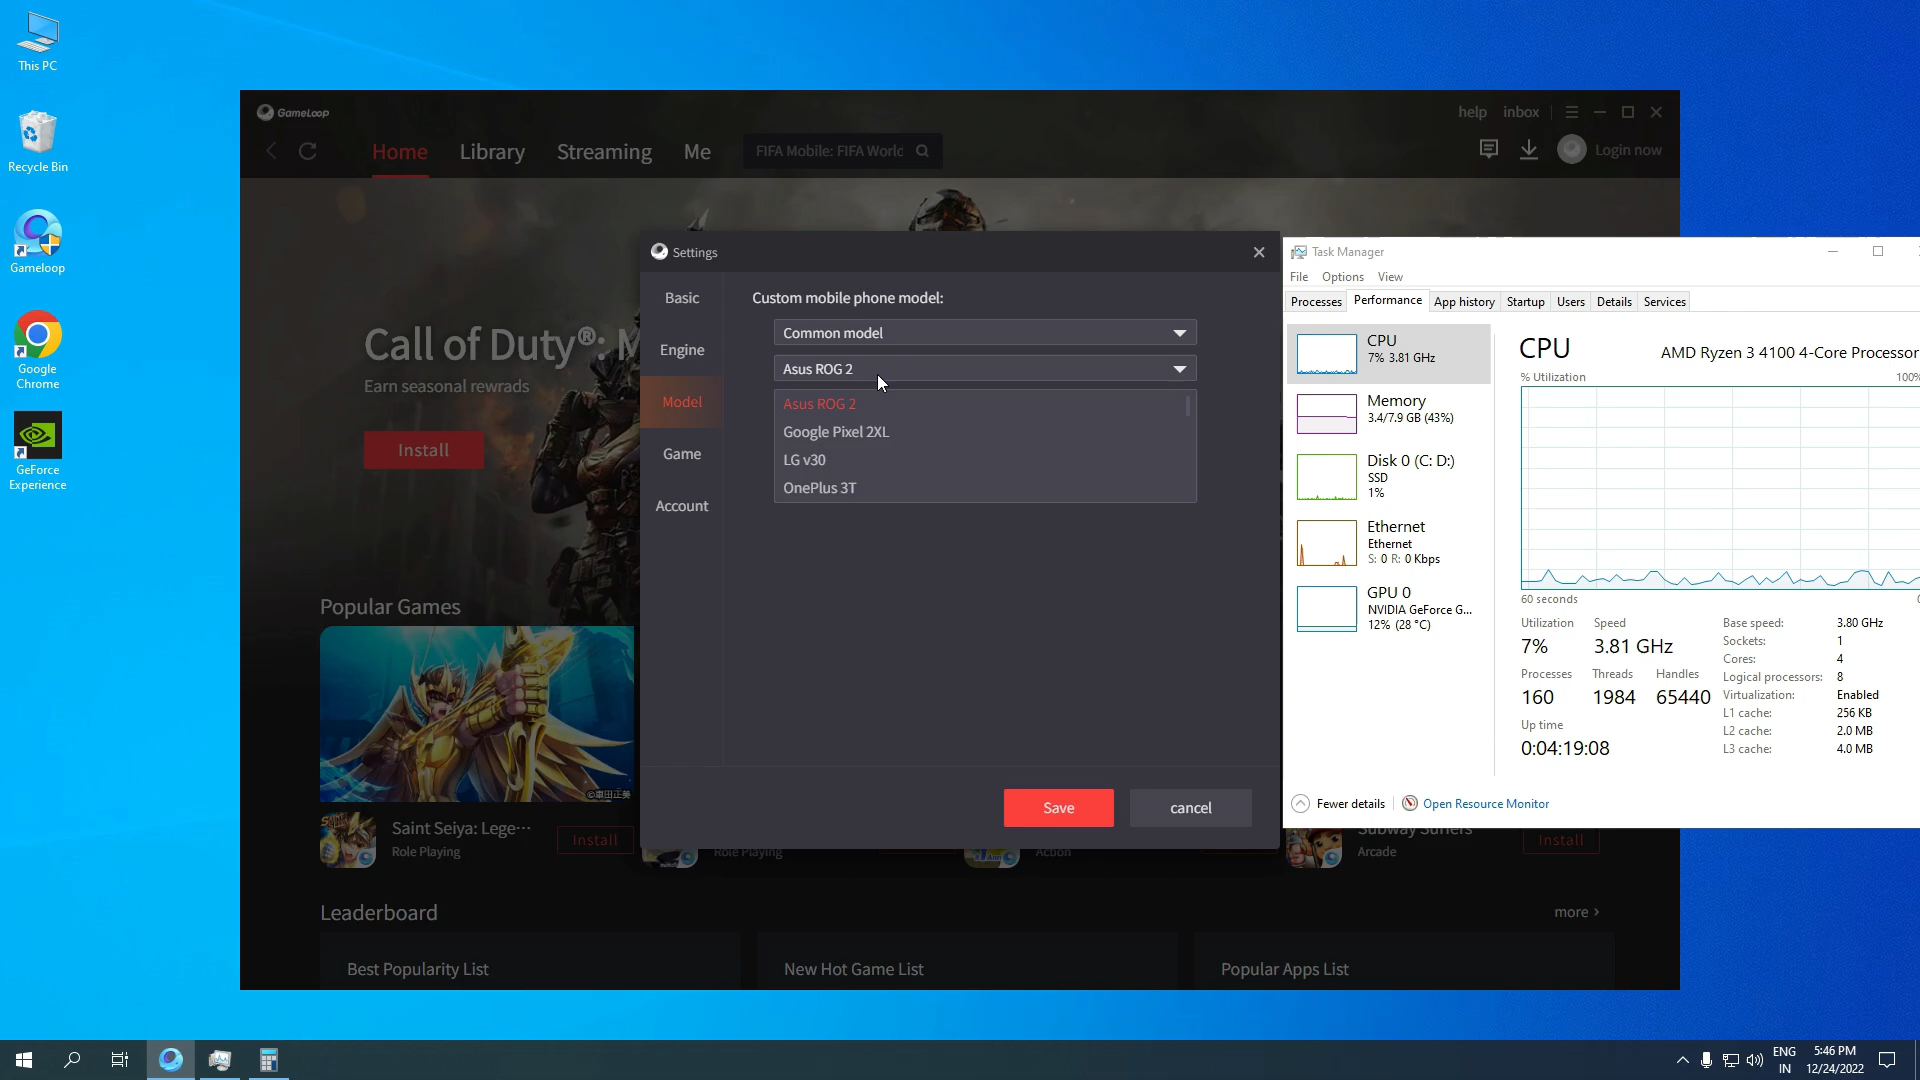 This PC
Recycle Bin
Gameloop
Google
Chrome
GeForce
Experience
GameLoop
help
inbox
Home
Library
Streaming
Me
FIFA Mobile: FIFA World
Login now
Call of Duty®: M
Earn seasonal rewrads
Install
Popular Games
©車田正美
Saint Seiya: Lege···
Role Playing
Install
Role Playing
Action
Subway Surfers
Arcade
Install
Leaderboard
more
Best Popularity List
New Hot Game List
Popular Apps List
Settings
Basic
Engine
Model
Game
Account
Custom mobile phone model:
Common model
Asus ROG 2
Asus ROG 2
Google Pixel 2XL
LG v30
OnePlus 3T
Save
cancel
Task Manager
File
Options
View
Processes
Performance
App history
Startup
Users
Details
Services
CPU
7% 3.81 GHz
Memory
3.4/7.9 GB (43%)
Disk 0 (C: D:)
SSD
1%
Ethernet
Ethernet
S: 0 R: 0 Kbps
GPU 0
NVIDIA GeForce G...
12% (28 °C)
CPU
AMD Ryzen 3 4100 4-Core Processor
% Utilization
100%
60 seconds
Utilization
7%
Speed
3.81 GHz
Processes
160
Threads
1984
Handles
65440
Up time
0:04:19:08
Base speed: 3.80 GHz
Sockets: 1
Cores: 4
Logical processors: 8
Virtualization: Enabled
L1 cache: 256 KB
L2 cache: 2.0 MB
L3 cache: 4.0 MB
Fewer details
Open Resource Monitor
ENG
IN
5:46 PM
12/24/2022